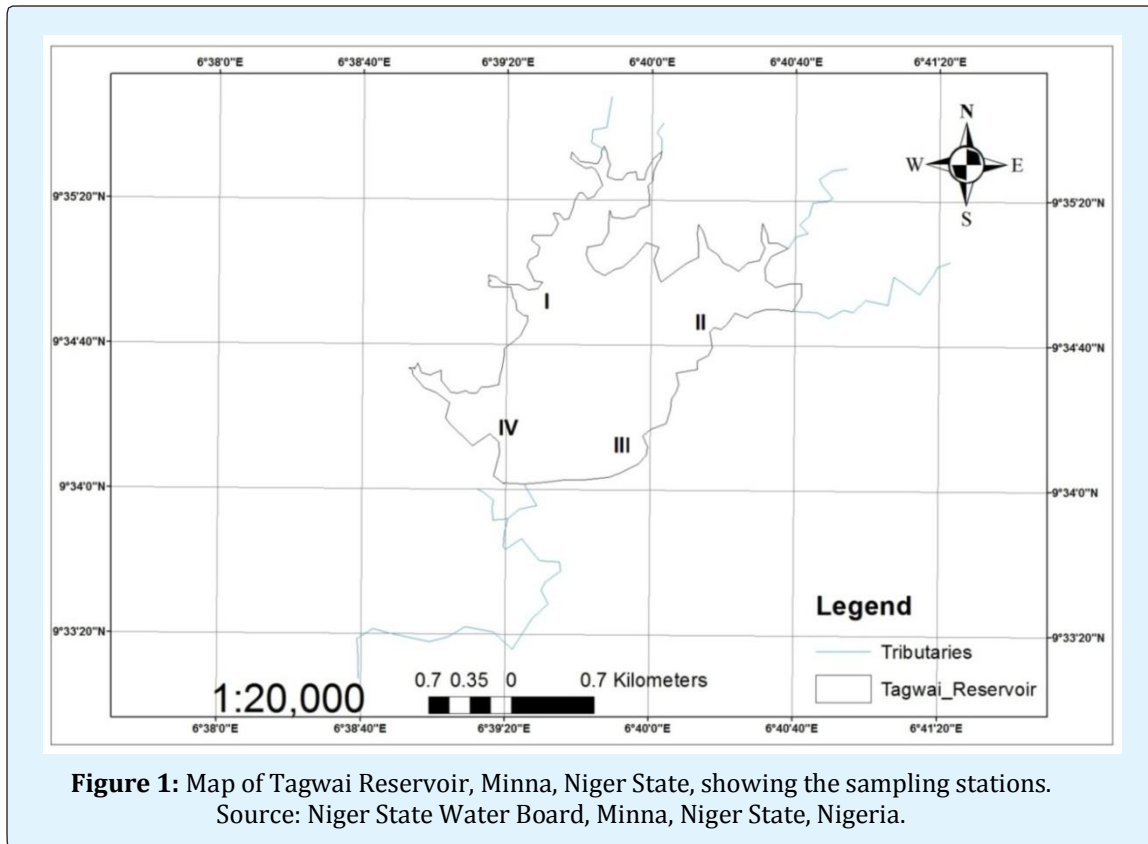 6°38'0"E 6°38'40"E 6°39'20"E 6°40'0"E 6°40'40"E 6°41'20"E
N
W E
S
9°35'20"N 9°35'20"N
I
II
9°34'40"N 9°34'40"N
IV
III
9°34'0"N 9°34'0"N
Legend
9°33'20"N 9°33'20"N
Tributaries
0.7 0.35 0 0.7 Kilometers
1:20,000
Tagwai_Reservoir
6°38'0"E 6°38'40"E 6°39'20"E 6°40'0"E 6°40'40"E 6°41'20"E
Figure 1: Map of Tagwai Reservoir, Minna, Niger State, showing the sampling stations.
Source: Niger State Water Board, Minna, Niger State, Nigeria.